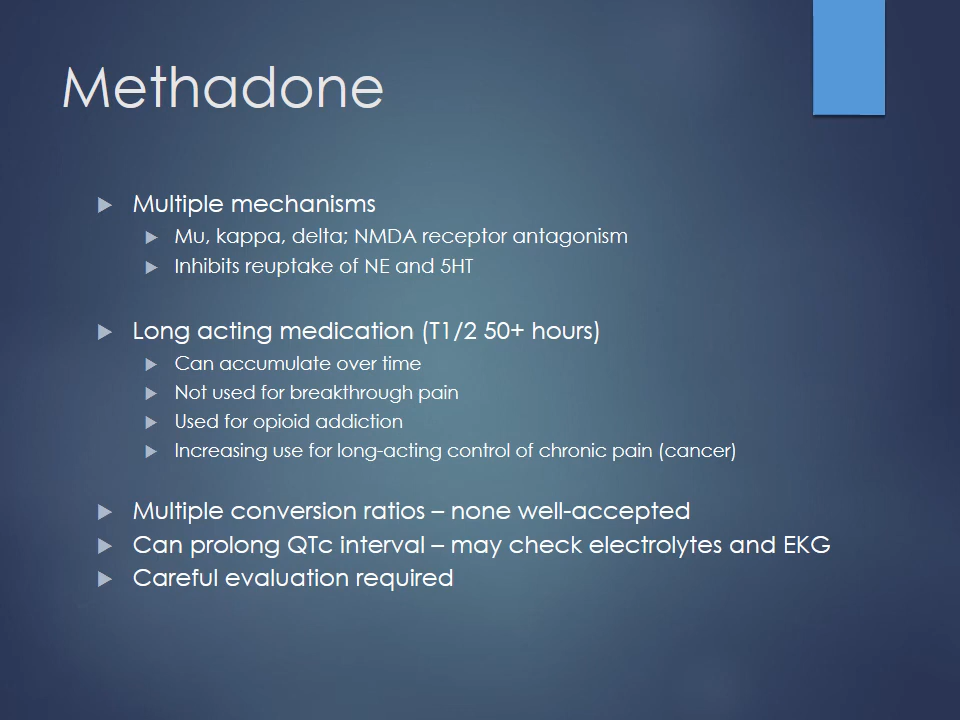 Methadone
Multiple mechanisms
Mu, kappa, delta; NMDA receptor antagonism
Inhibits reuptake of NE and 5HT
Long acting medication (T1/2 50+ hours)
Can accumulate over time
Not used for breakthrough pain
Used for opioid addiction
Increasing use for long-acting control of chronic pain (cancer)
Multiple conversion ratios – none well-accepted
Can prolong QTc interval – may check electrolytes and EKG
Careful evaluation required